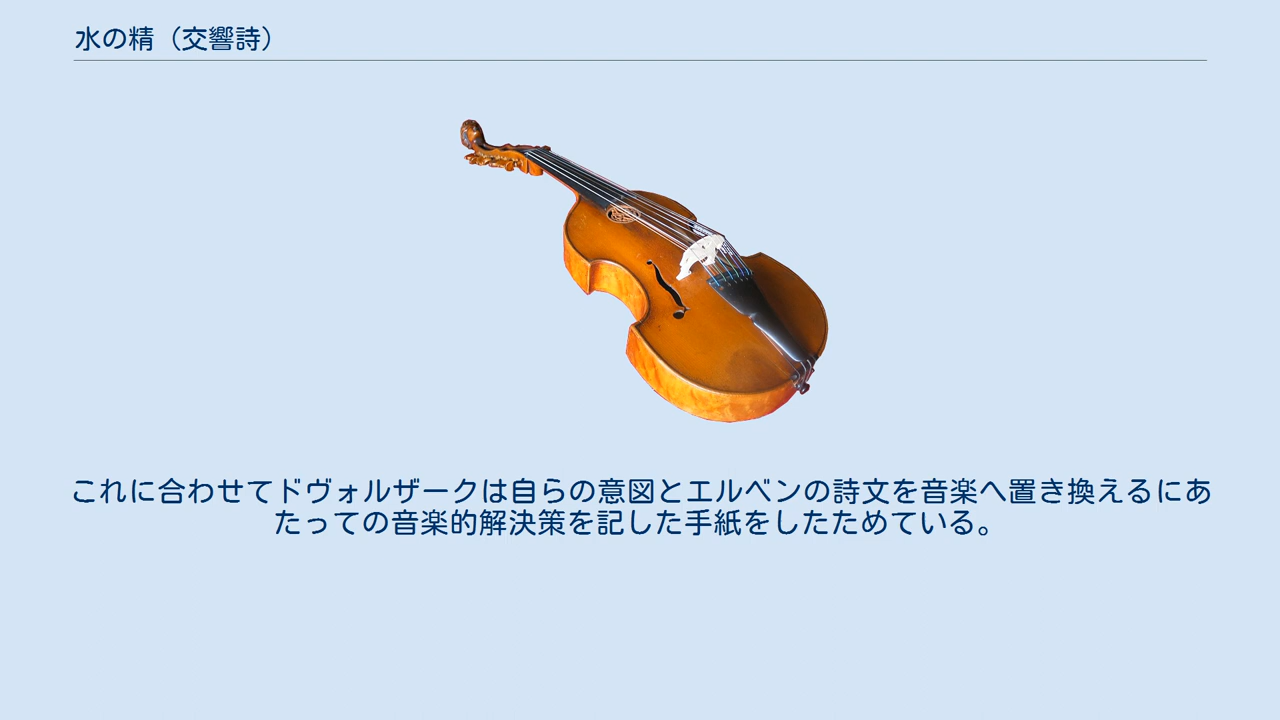 水の精（交響詩）
これに合わせてドヴォルザークは自らの意図とエルベンの詩文を音楽へ置き換えるにあ
たっての音楽的解決策を記した手紙をしたためている。